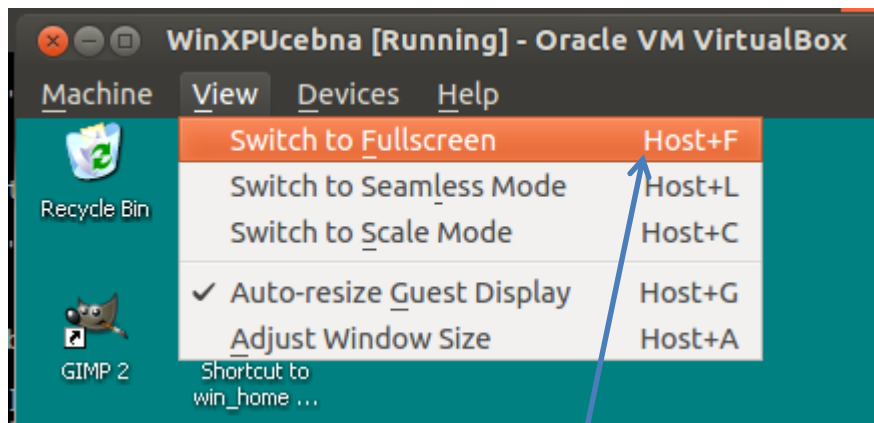 WinXPUcebna [Running] - Oracle VM VirtualBox
Machine View Devices Help
Switch to Fullscreen Host+F
Switch to Seamless Mode Host+L
Switch to Scale Mode Host+C
Auto-resize Guest Display Host+G
Adjust Window Size Host+A
Recycle Bin
GIMP 2
Shortcut to
win_home ...